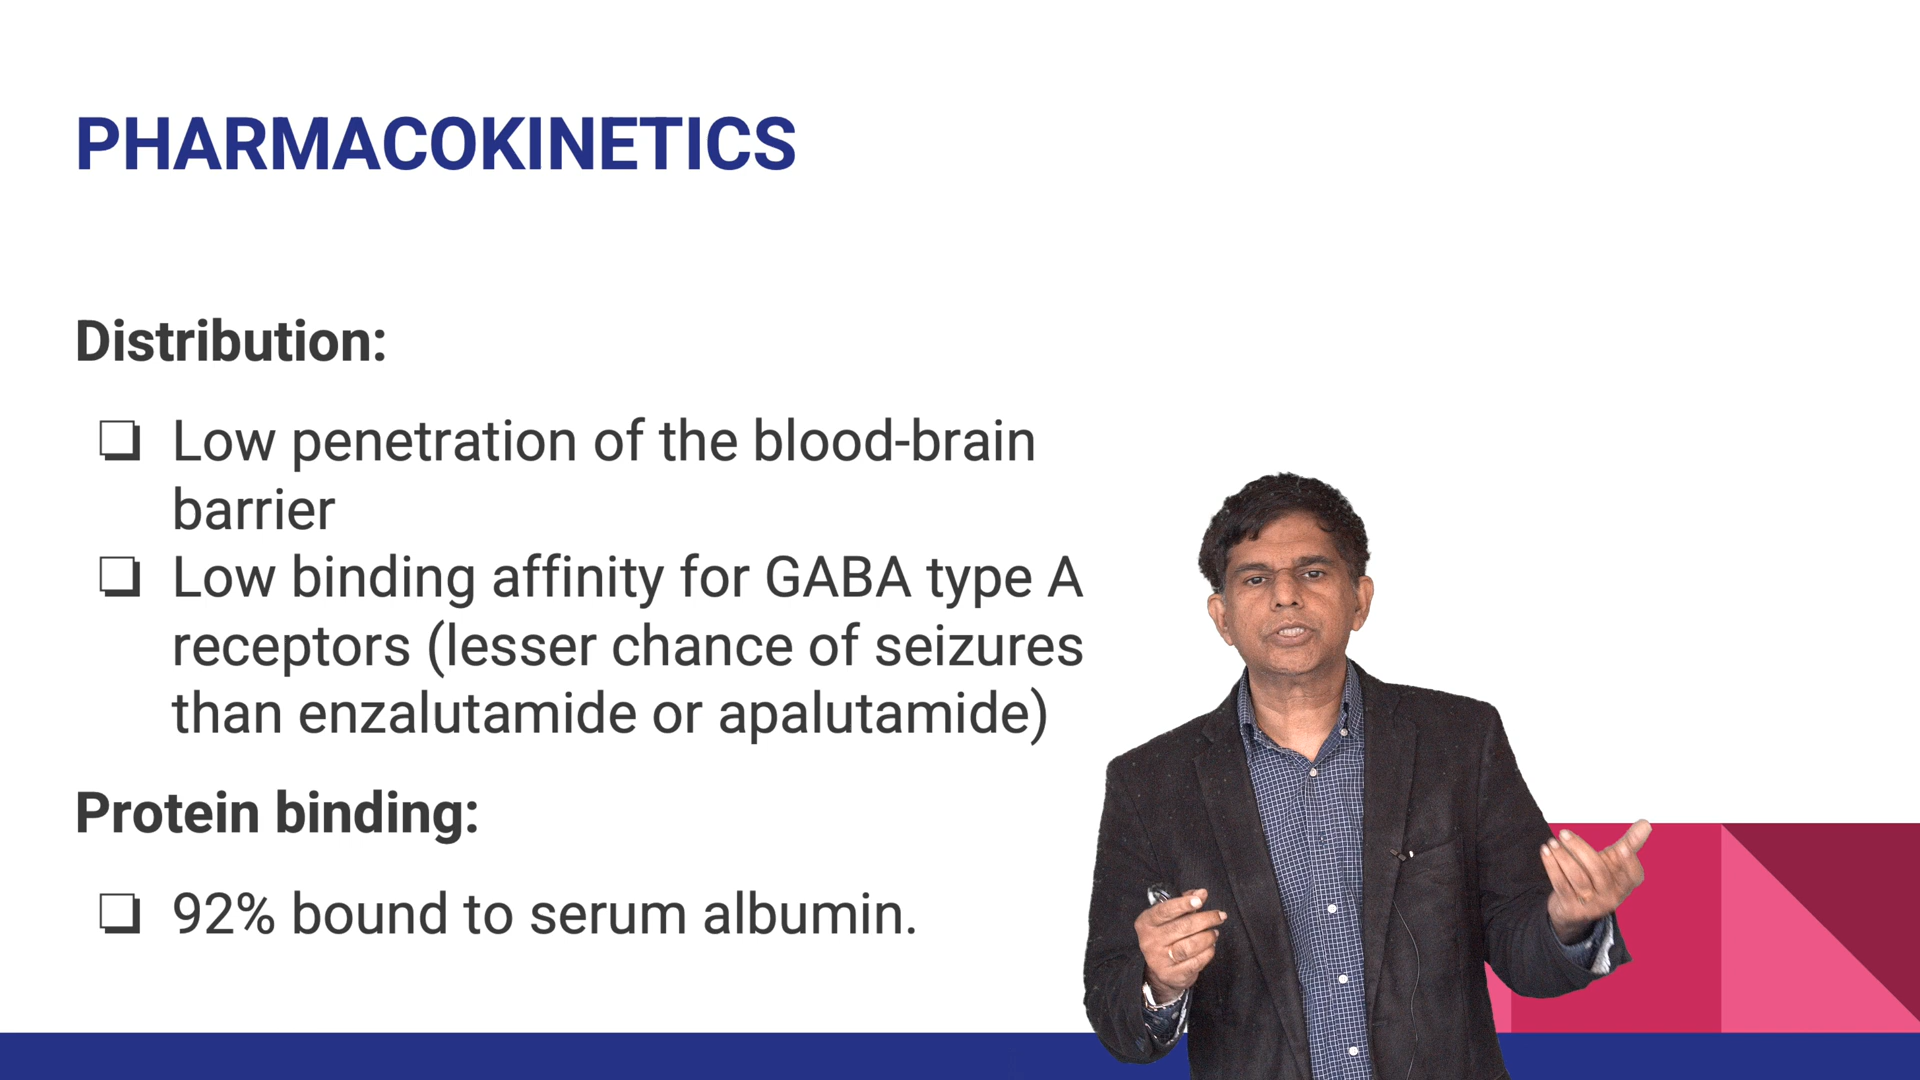 PHARMACOKINETICS
Distribution:
❏ Low penetration of the blood-brain
barrier
❏ Low binding affinity for GABA type A
receptors (lesser chance of seizures
than enzalutamide or apalutamide)
Protein binding:
❏ 92% bound to serum albumin.